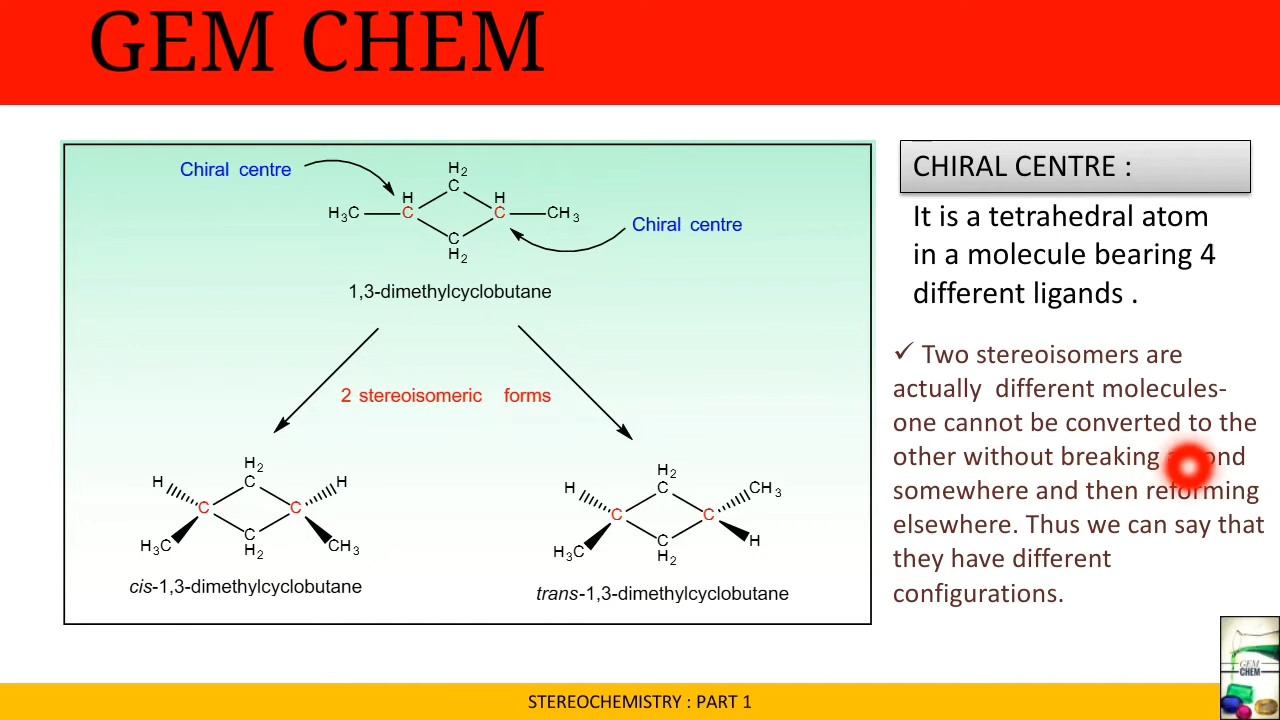 GEM CHEM
Chiral centre
H₂
C
H
H
H₃C
C
C
CH₃
C
H₂
Chiral centre
1,3-dimethylcyclobutane
2 stereoisomeric forms
H₂
C
H
H
C
C
H₃C
C
H₂
CH₃
cis-1,3-dimethylcyclobutane
H₂
C
H
CH₃
C
C
H₃C
C
H₂
H
trans-1,3-dimethylcyclobutane
CHIRAL CENTRE :
It is a tetrahedral atom
in a molecule bearing 4
different ligands .
✓ Two stereoisomers are
actually different molecules-
one cannot be converted to the
other without breaking a bond
somewhere and then reforming
elsewhere. Thus we can say that
they have different
configurations.
GEM
CHEM
STEREOCHEMISTRY : PART 1